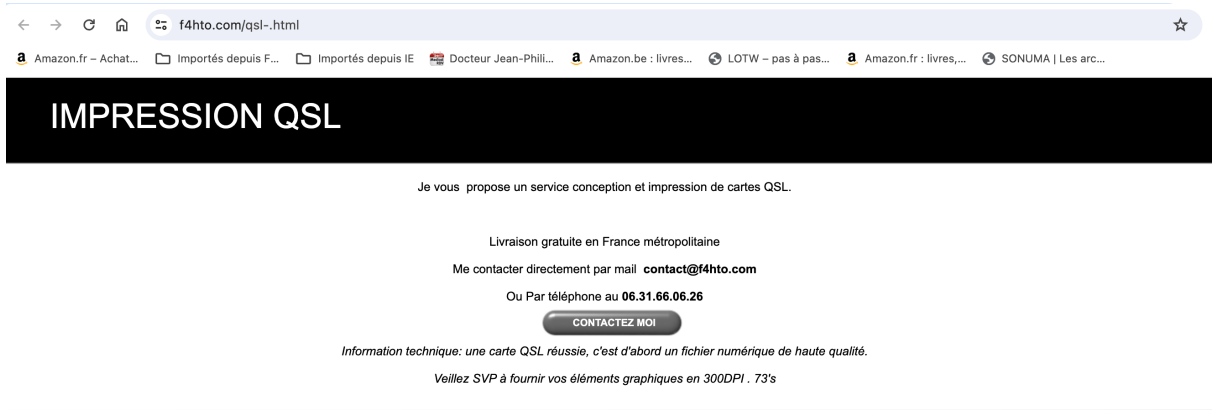 f4hto.com/qsl-.html
Amazon.fr – Achat... Importés depuis F... Importés depuis IE Docteur Jean-Phili... Amazon.be : livres... LOTW – pas à pas... Amazon.fr : livres,... SONUMA | Les arc...
IMPRESSION QSL
Je vous propose un service conception et impression de cartes QSL.
Livraison gratuite en France métropolitaine
Me contacter directement par mail contact@f4hto.com
Ou Par téléphone au 06.31.66.06.26
CONTACTEZ MOI
Information technique: une carte QSL réussie, c'est d'abord un fichier numérique de haute qualité.
Veillez SVP à fournir vos éléments graphiques en 300DPI . 73's